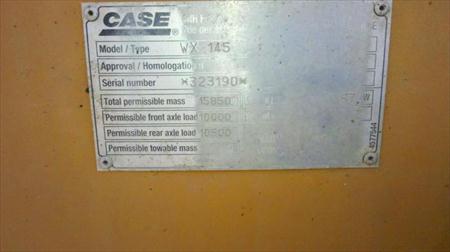 CASE
Model / Type WX 145
Approval / Homologation
Serial number *323190*
Total permissible mass 15850
Permissible front axle load 10000
Permissible rear axle load 10500
Permissible towable mass